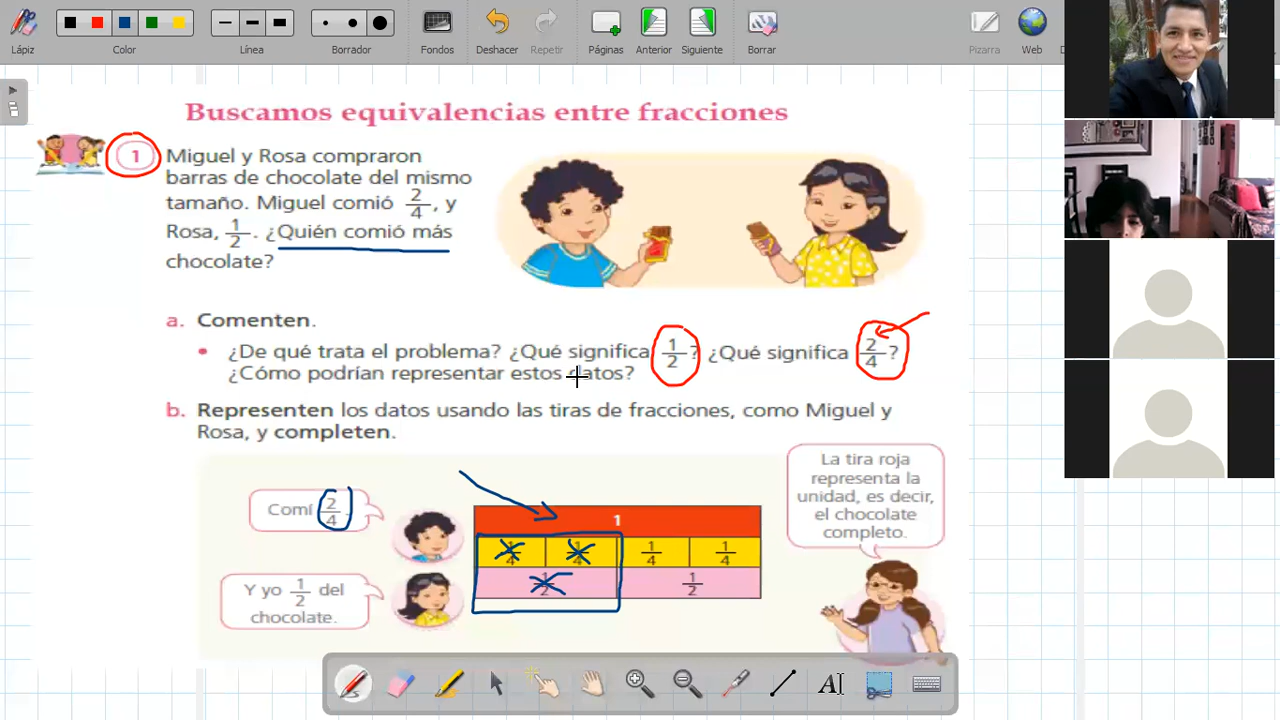 Lápiz
Color
Línea
Borrador
Fondos
Deshacer
Repetir
Páginas
Anterior
Siguiente
Borrar
Pizarra
Web
Buscamos equivalencias entre fracciones
1
Miguel y Rosa compraron
barras de chocolate del mismo
tamaño. Miguel comió 2/4, y
Rosa, 1/2. ¿Quién comió más
chocolate?
a. Comenten.
• ¿De qué trata el problema? ¿Qué significa 1/2? ¿Qué significa 2/4?
¿Cómo podrían representar estos datos?
b. Representen los datos usando las tiras de fracciones, como Miguel y
Rosa, y completen.
Comí 2/4.
Y yo 1/2 del
chocolate.
1
1/4 1/4 1/4 1/4
1/2 1/2
La tira roja
representa la
unidad, es decir,
el chocolate
completo.
AI